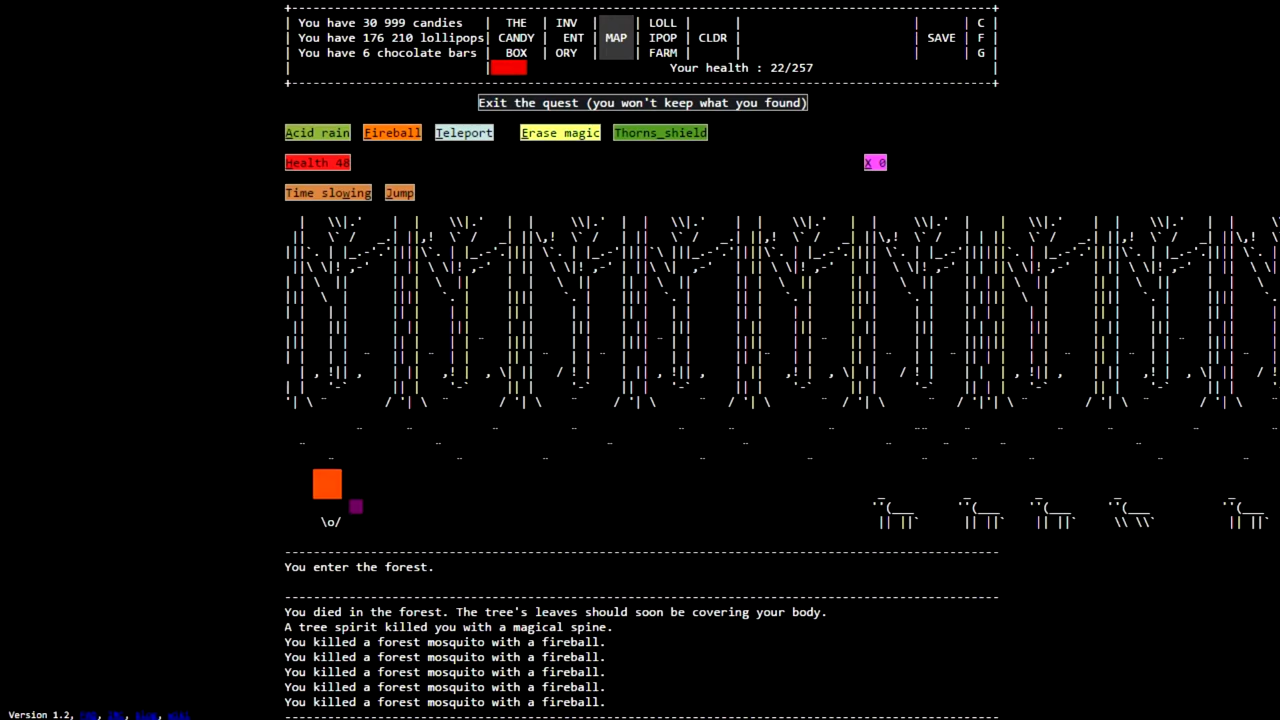 You have 30 999 candies | THE | INV | MAP | LOLL | CLDR | SAVE | C
You have 176 210 lollipops | CANDY | ENT | IPOP | F
You have 6 chocolate bars | BOX | ORY | FARM | G
Your health : 22/257
Exit the quest (you won't keep what you found)
Acid rain Fireball Teleport Erase magic Thorns_shield
Health 48 X 0
Time slowing Jump
\o/
You enter the forest.
You died in the forest. The tree's leaves should soon be covering your body.
A tree spirit killed you with a magical spine.
You killed a forest mosquito with a fireball.
You killed a forest mosquito with a fireball.
You killed a forest mosquito with a fireball.
You killed a forest mosquito with a fireball.
You killed a forest mosquito with a fireball.
Version 1.2,